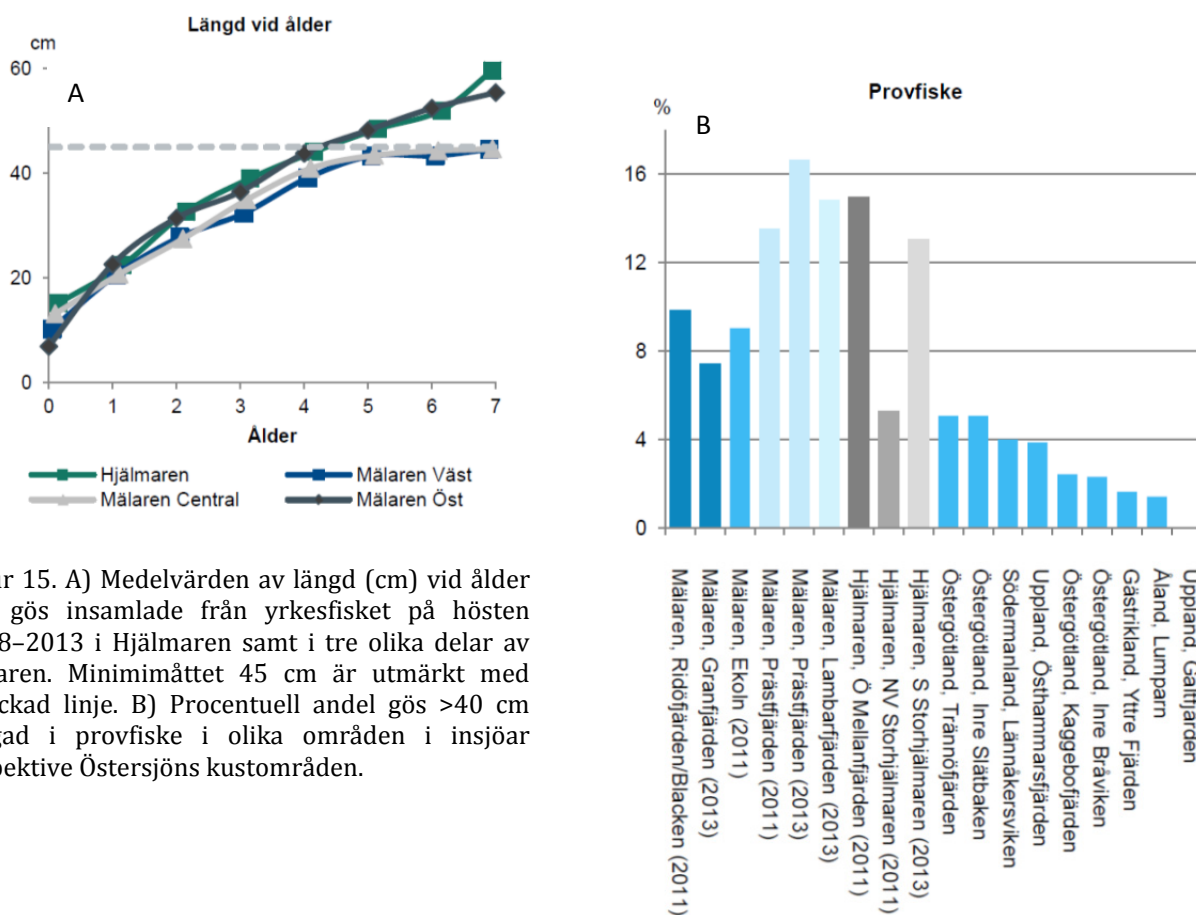 Längd vid ålder
cm
60
A
40
20
0
0 1 2 3 4 5 6 7
Ålder
Hjälmaren
Mälaren Väst
Mälaren Central
Mälaren Öst
ur 15. A) Medelvärden av längd (cm) vid ålder
gös insamlade från yrkesfisket på hösten
8–2013 i Hjälmaren samt i tre olika delar av
aren. Minimimåttet 45 cm är utmärkt med
ckad linje. B) Procentuell andel gös >40 cm
gad i provfiske i olika områden i insjöar
pektive Östersjöns kustområden.
Provfiske
%
B
16
12
8
4
0
Mälaren, Ridöfjärden/Blacken (2011)
Mälaren, Granfjärden (2013)
Mälaren, Ekoln (2011)
Mälaren, Prästfjärden (2011)
Mälaren, Prästfjärden (2013)
Mälaren, Lambarfjärden (2013)
Hjälmaren, Ö Mellanfjärden (2011)
Hjälmaren, NV Storhjälmaren (2011)
Hjälmaren, S Storhjälmaren (2013)
Östergötland, Trännöfjärden
Östergötland, Inre Slätbaken
Södermanland, Lännåkersviken
Uppland, Östhammarsfjärden
Östergötland, Kaggebofjärden
Östergötland, Inre Bråviken
Gästrikland, Yttre Fjärden
Åland, Lumparn
Uppland, Galtfjärden